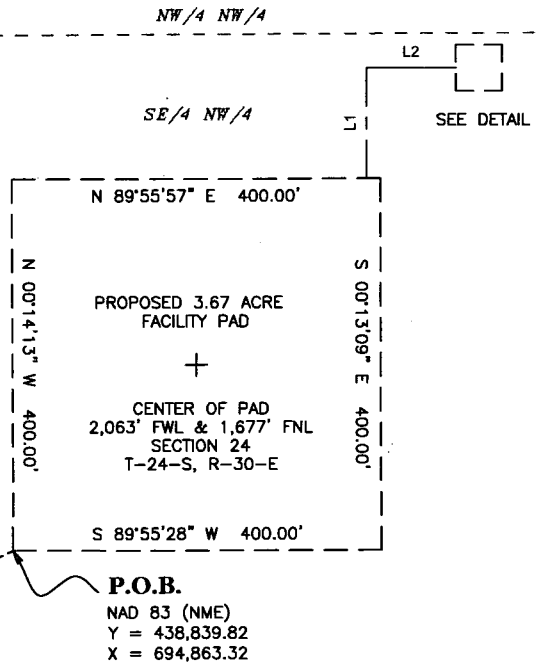 NW/4 NW/4
L2
SE/4 NW/4
L1
SEE DETAIL
N 89°55'57" E 400.00'
N 00°14'13" W 400.00'
S 00°13'09" E 400.00'
PROPOSED 3.67 ACRE
FACILITY PAD
CENTER OF PAD
2,063' FWL & 1,677' FNL
SECTION 24
T-24-S, R-30-E
S 89°55'28" W 400.00'
P.O.B.
NAD 83 (NME)
Y = 438,839.82
X = 694,863.32